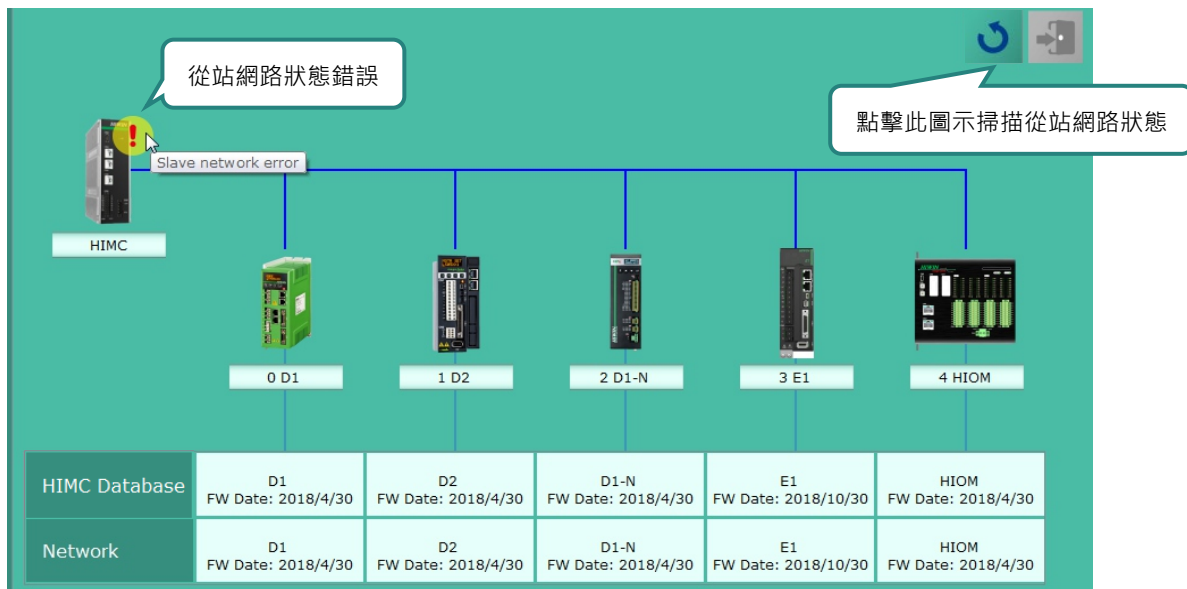 從站網路狀態錯誤
點擊此圖示掃描從站網路狀態
Slave network error
HIMC
0 D1
1 D2
2 D1-N
3 E1
4 HIOM
HIMC Database
D1
FW Date: 2018/4/30
D2
FW Date: 2018/4/30
D1-N
FW Date: 2018/4/30
E1
FW Date: 2018/10/30
HIOM
FW Date: 2018/4/30
Network
D1
FW Date: 2018/4/30
D2
FW Date: 2018/4/30
D1-N
FW Date: 2018/4/30
E1
FW Date: 2018/10/30
HIOM
FW Date: 2018/4/30